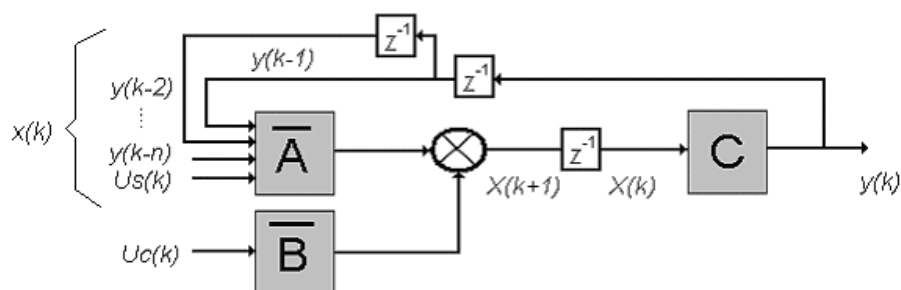 z⁻¹
y(k-1)
z⁻¹
y(k-2)
x(k)
y(k-n)
Us(k)
A̅
X(k+1)
z⁻¹
X(k)
C
y(k)
Uc(k)
B̅